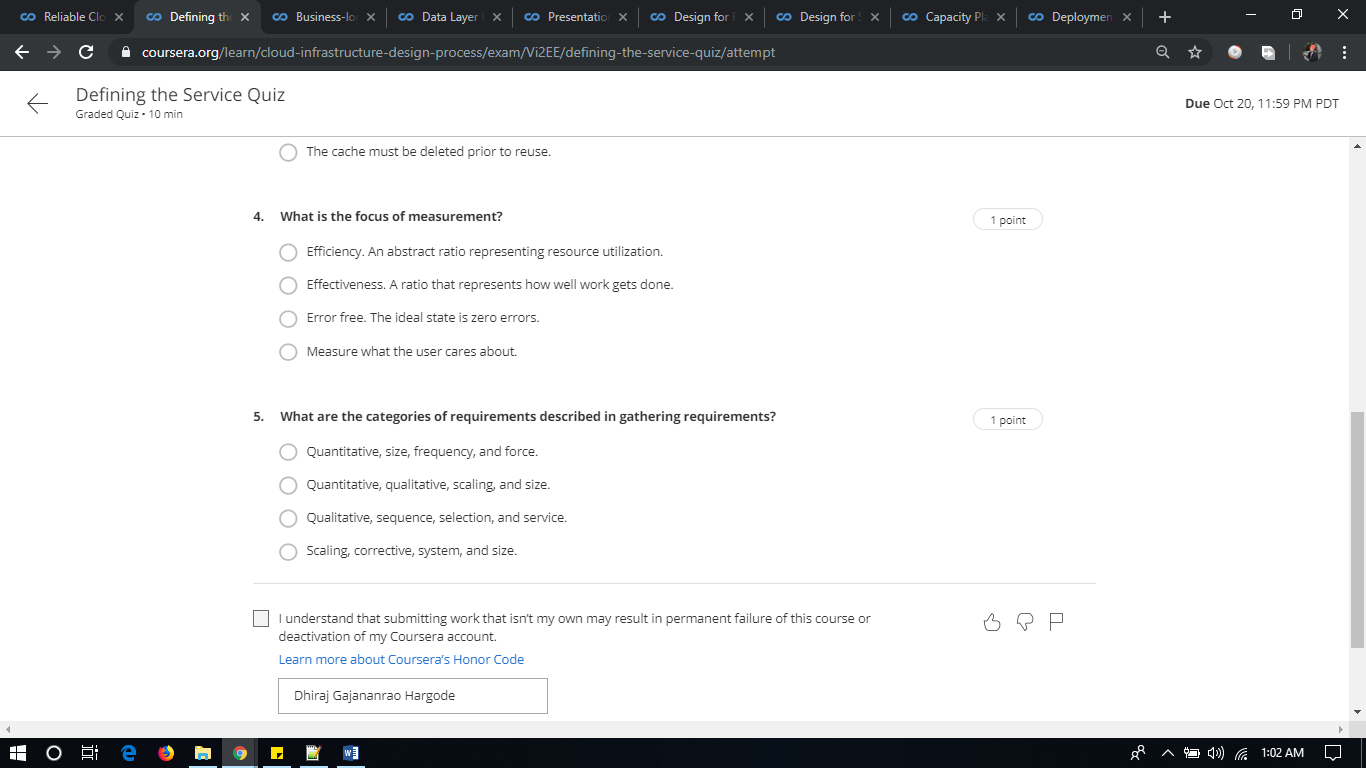 Reliable Clo
Defining the
Business-lo
Data Layer
Presentatio
Design for
Design for
Capacity Pl
Deploymen
coursera.org/learn/cloud-infrastructure-design-process/exam/Vi2EE/defining-the-service-quiz/attempt
Defining the Service Quiz
Graded Quiz • 10 min
Due Oct 20, 11:59 PM PDT
The cache must be deleted prior to reuse.
4. What is the focus of measurement?
1 point
Efficiency. An abstract ratio representing resource utilization.
Effectiveness. A ratio that represents how well work gets done.
Error free. The ideal state is zero errors.
Measure what the user cares about.
5. What are the categories of requirements described in gathering requirements?
1 point
Quantitative, size, frequency, and force.
Quantitative, qualitative, scaling, and size.
Qualitative, sequence, selection, and service.
Scaling, corrective, system, and size.
I understand that submitting work that isn't my own may result in permanent failure of this course or
deactivation of my Coursera account.
Learn more about Coursera's Honor Code
Dhiraj Gajananrao Hargode
1:02 AM